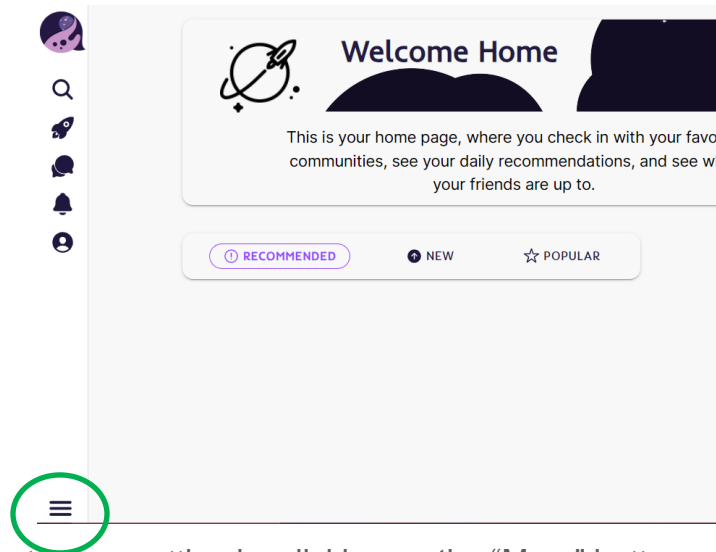 Welcome Home
This is your home page, where you check in with your
communities, see your daily recommendations, and see
your friends are up to.
RECOMMENDED
NEW
POPULAR